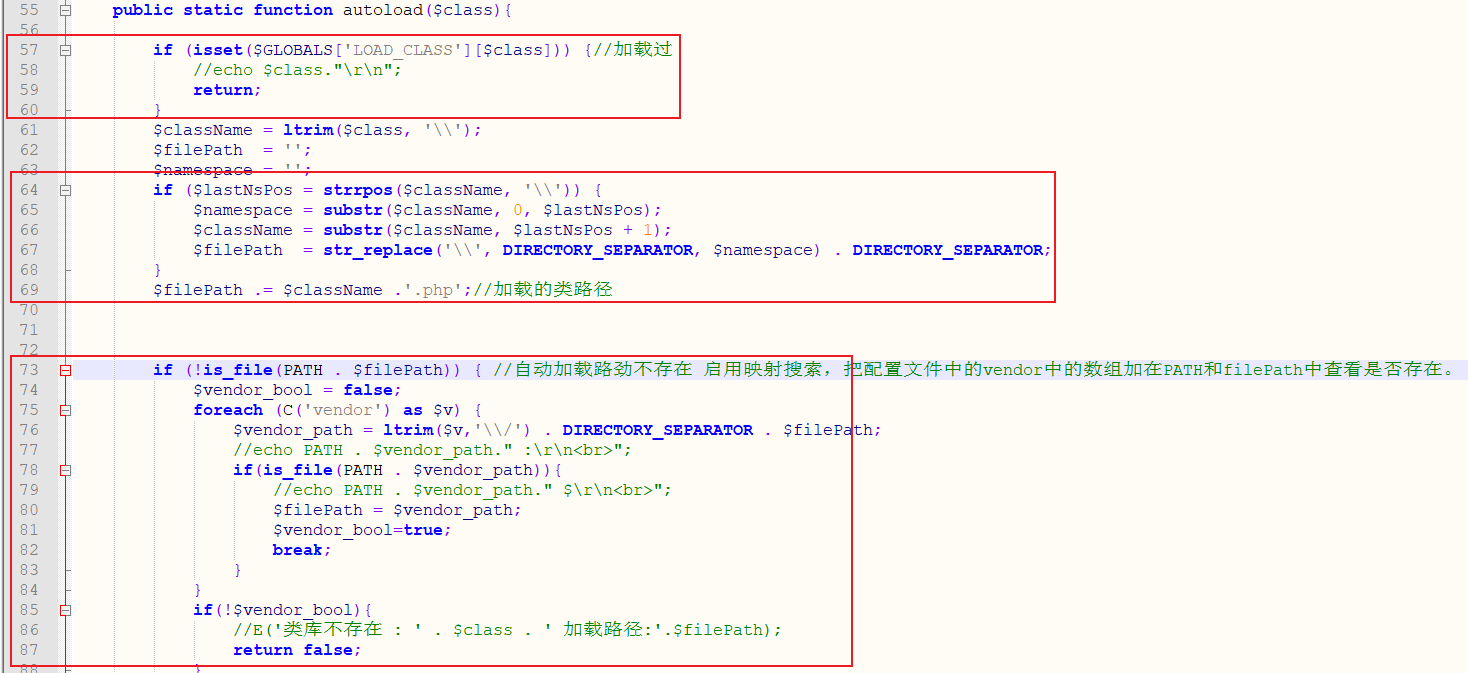 55 public static function autoload($class){
56
57 if (isset($GLOBALS['LOAD_CLASS'][$class])) {//加载过
58 //echo $class."\r\n";
59 return;
60 }
61 $className = ltrim($class, '\\');
62 $filePath  = '';
63 $namespace = '';
64 if ($lastNsPos = strrpos($className, '\\')) {
65 $namespace = substr($className, 0, $lastNsPos);
66 $className = substr($className, $lastNsPos + 1);
67 $filePath  = str_replace('\\', DIRECTORY_SEPARATOR, $namespace) . DIRECTORY_SEPARATOR;
68 }
69 $filePath .= $className .'.php';//加载的类路径
70
71
72
73 if (!is_file(PATH . $filePath)) { //自动加载路劲不存在 启用映射搜索，把配置文件中的vendor中的数组加在PATH和filePath中查看是否存在。
74 $vendor_bool = false;
75 foreach (C('vendor') as $v) {
76 $vendor_path = ltrim($v,'\\/') . DIRECTORY_SEPARATOR . $filePath;
77 //echo PATH . $vendor_path." :\r\n<br>";
78 if(is_file(PATH . $vendor_path)){
79 //echo PATH . $vendor_path." $\r\n<br>";
80 $filePath = $vendor_path;
81 $vendor_bool=true;
82 break;
83 }
84 }
85 if(!$vendor_bool){
86 //E('类库不存在 : ' . $class . ' 加载路径:'.$filePath);
87 return false;
88 }